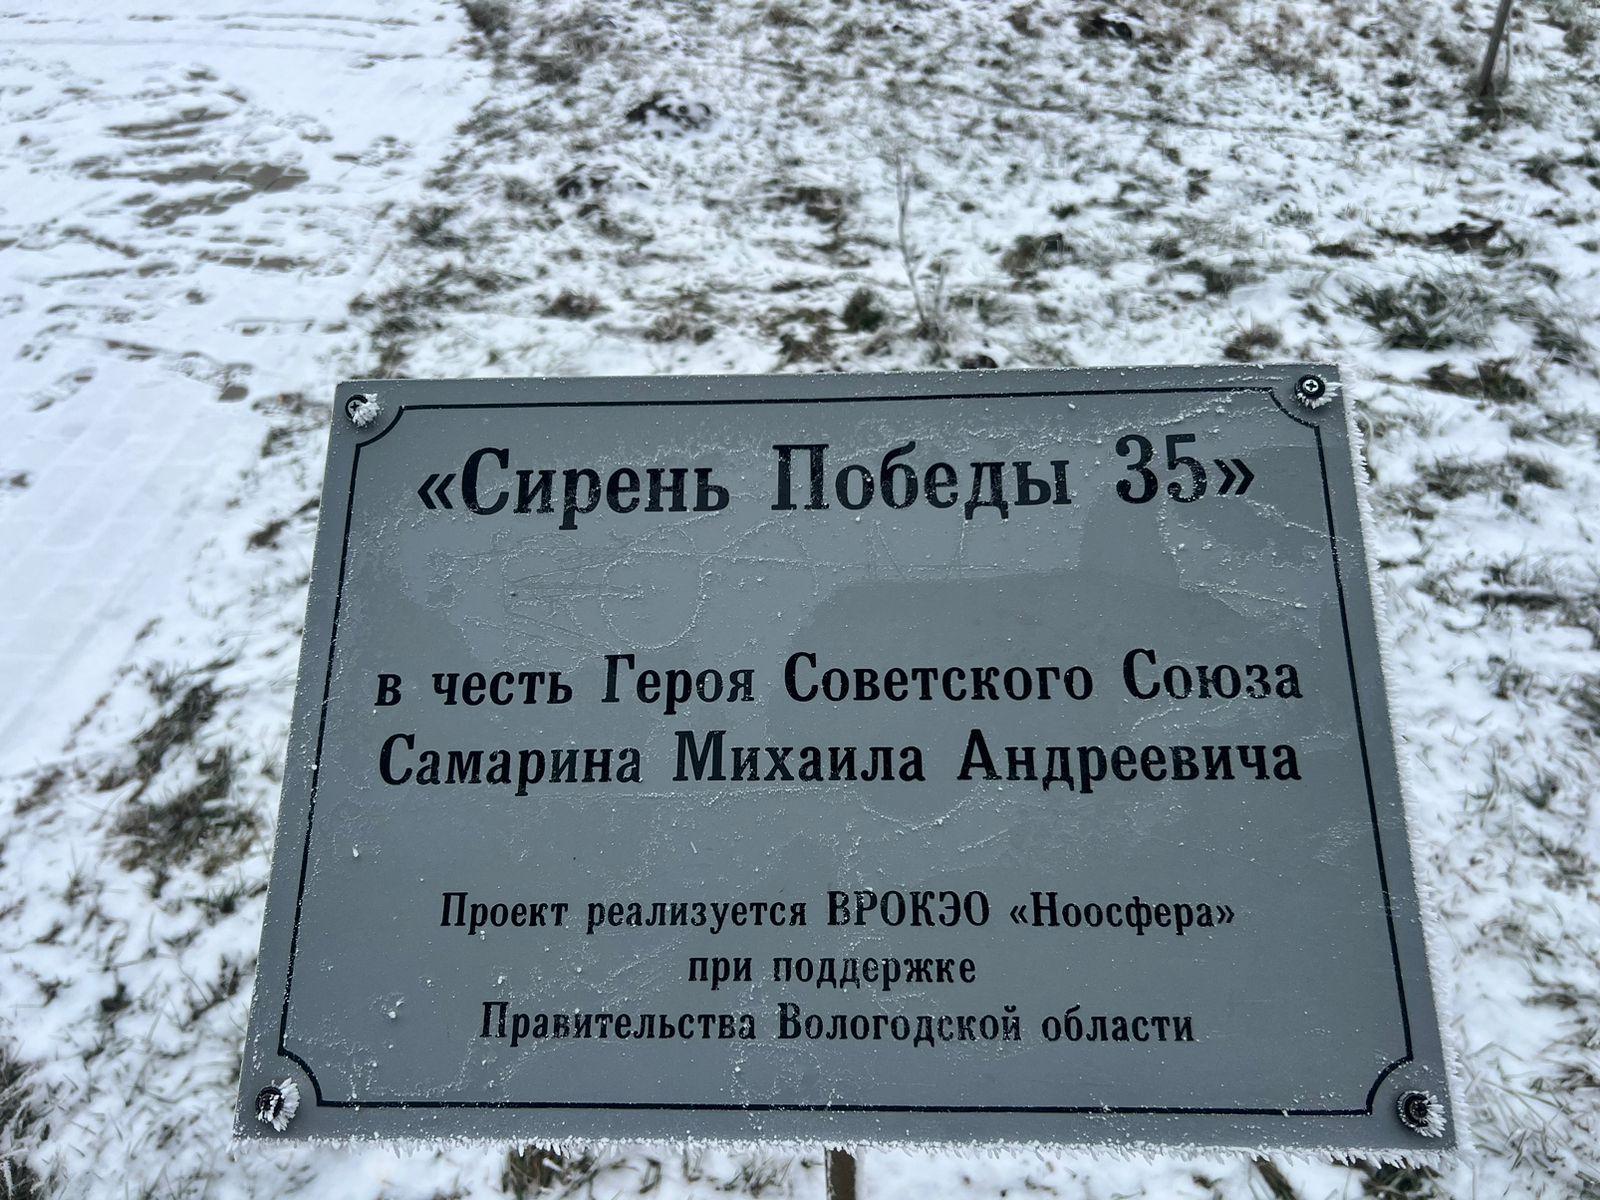 «Сирень Победы 35»
в честь Героя Советского Союза
Самарина Михаила Андреевича
Проект реализуется ВРОКЭО «Ноосфера»
при поддержке
Правительства Вологодской области